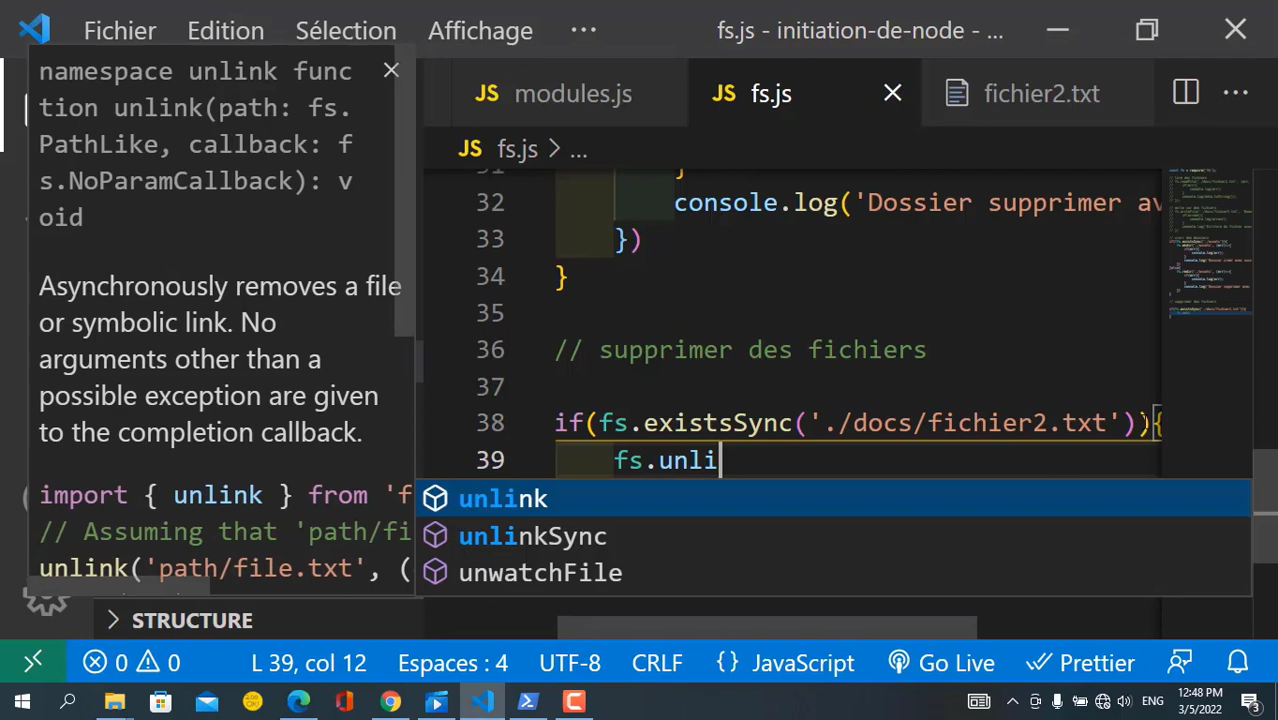 Fichier Edition Sélection Affichage ··· fs.js - initiation-de-node - ...
namespace unlink func
tion unlink(path: fs.
PathLike, callback: f
s.NoParamCallback): v
oid
Asynchronously removes a file
or symbolic link. No
arguments other than a
possible exception are given
to the completion callback.
import { unlink } from 'f
// Assuming that 'path/fi
unlink('path/file.txt', (
STRUCTURE
JS modules.js JS fs.js fichier2.txt
JS fs.js > ...
32 console.log('Dossier supprimer av
33 })
34 }
35
36 // supprimer des fichiers
37
38 if(fs.existsSync('./docs/fichier2.txt')){
39 fs.unli
unlink
unlinkSync
unwatchFile
0 0 L 39, col 12 Espaces : 4 UTF-8 CRLF {} JavaScript Go Live Prettier
ENG 12:48 PM
3/5/2022 3